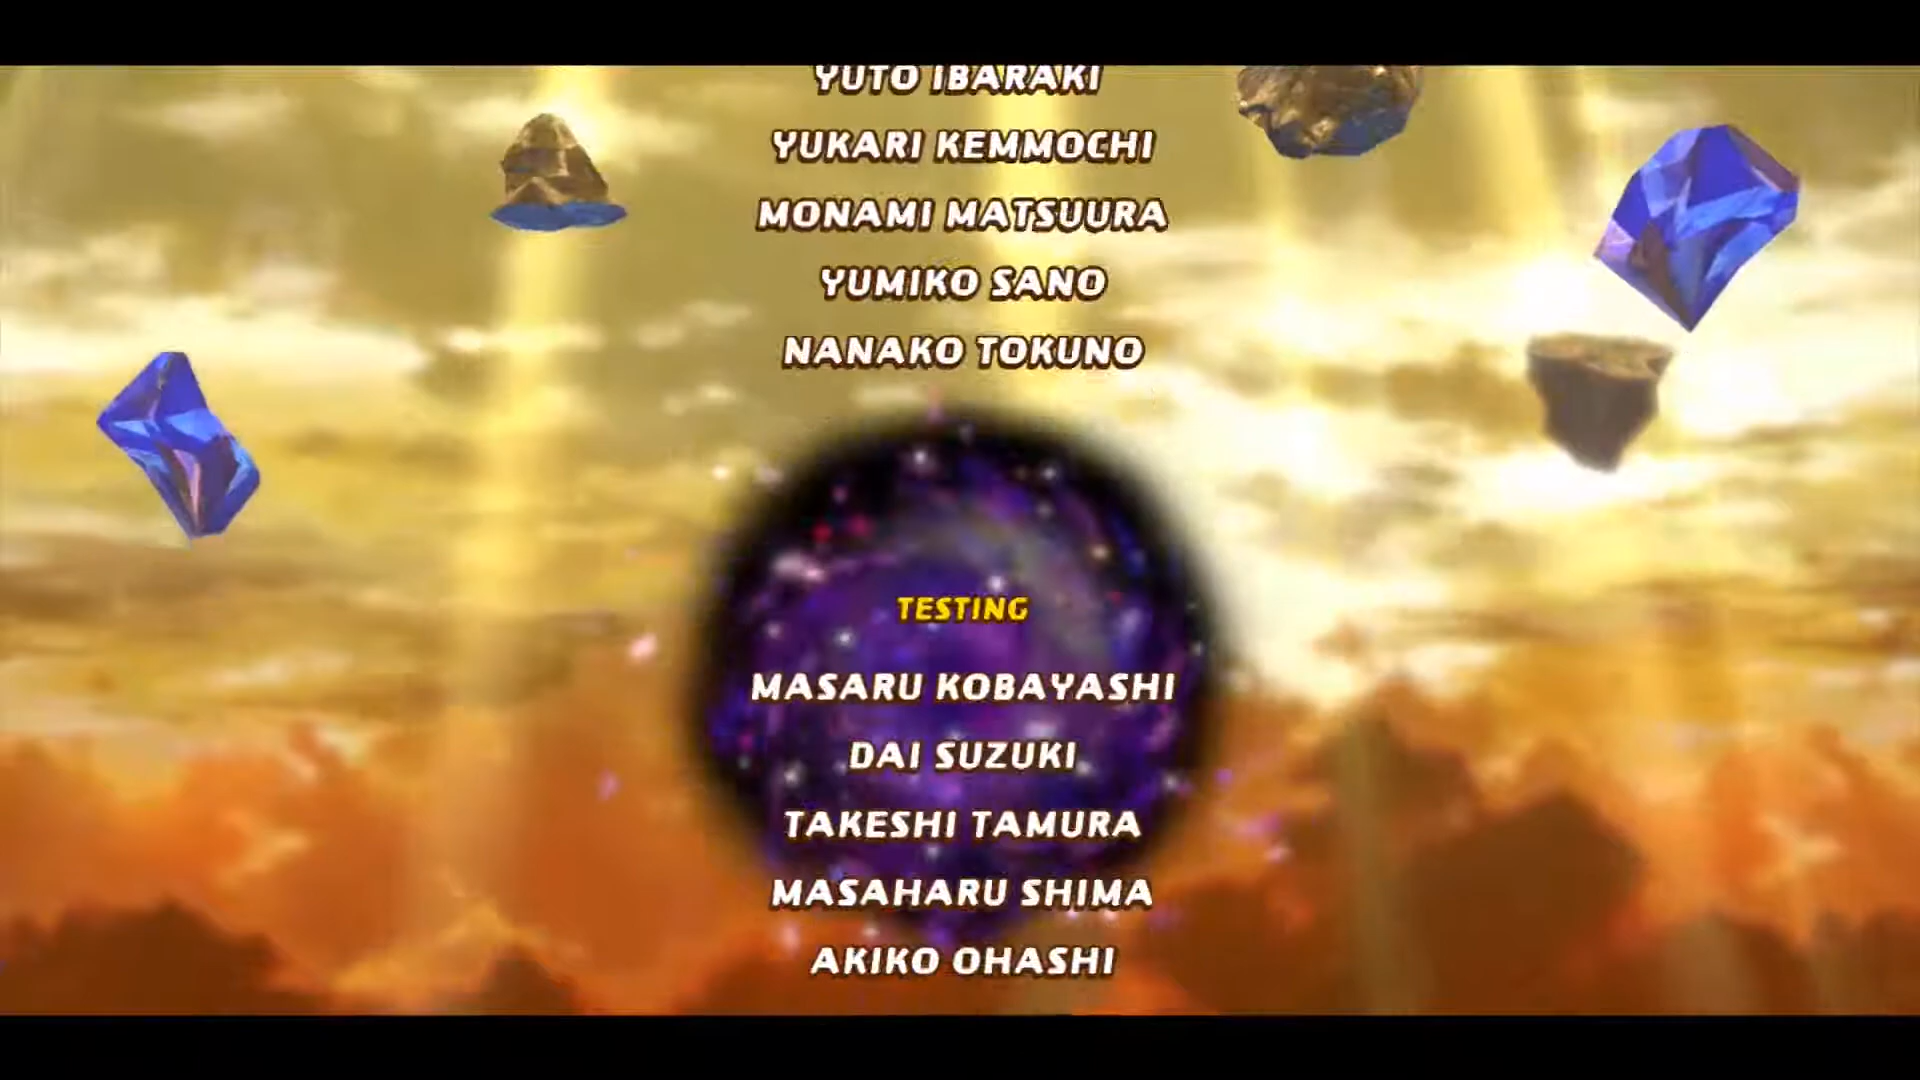 YUTO IBARAKI
YUKARI KEMMOCHI
MONAMI MATSUURA
YUMIKO SANO
NANAKO TOKUNO
TESTING
MASARU KOBAYASHI
DAI SUZUKI
TAKESHI TAMURA
MASAHARU SHIMA
AKIKO OHASHI